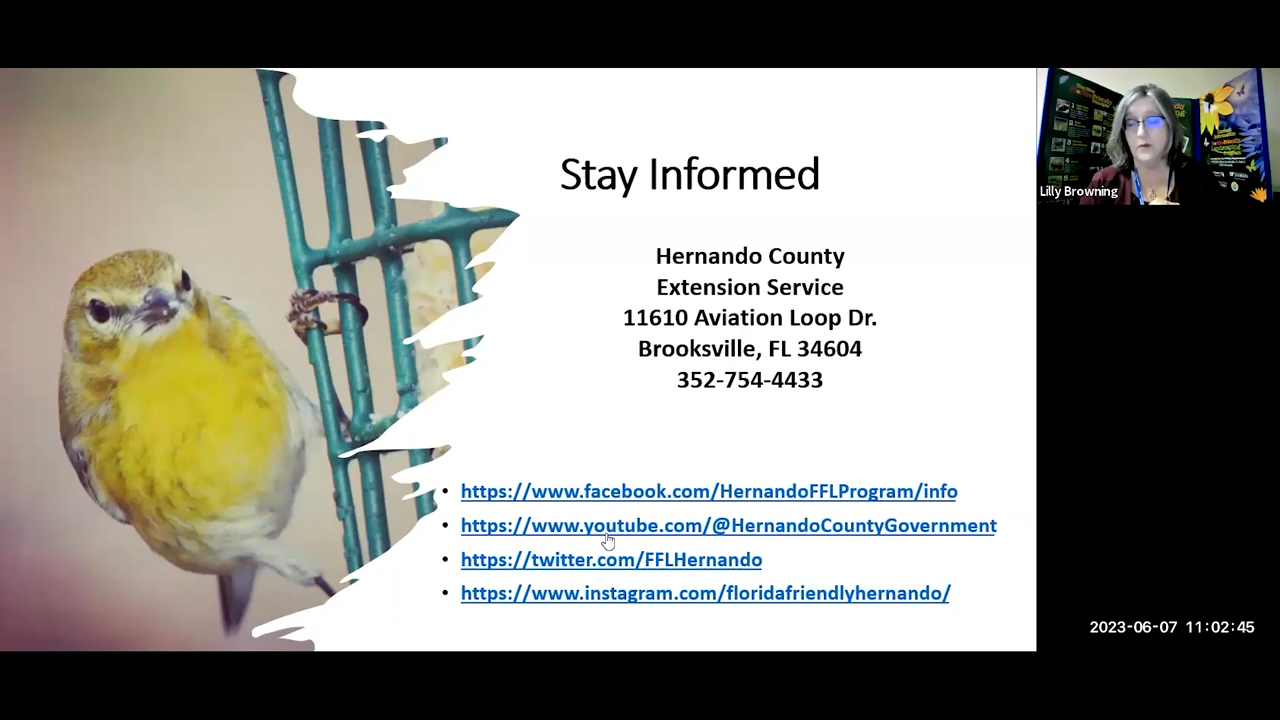 Stay Informed
Hernando County
Extension Service
11610 Aviation Loop Dr.
Brooksville, FL 34604
352-754-4433
• https://www.facebook.com/HernandoFFLProgram/info
• https://www.youtube.com/@HernandoCountyGovernment
• https://twitter.com/FFLHernando
• https://www.instagram.com/floridafriendlyhernando/
Lilly Browning
2023-06-07 11:02:45